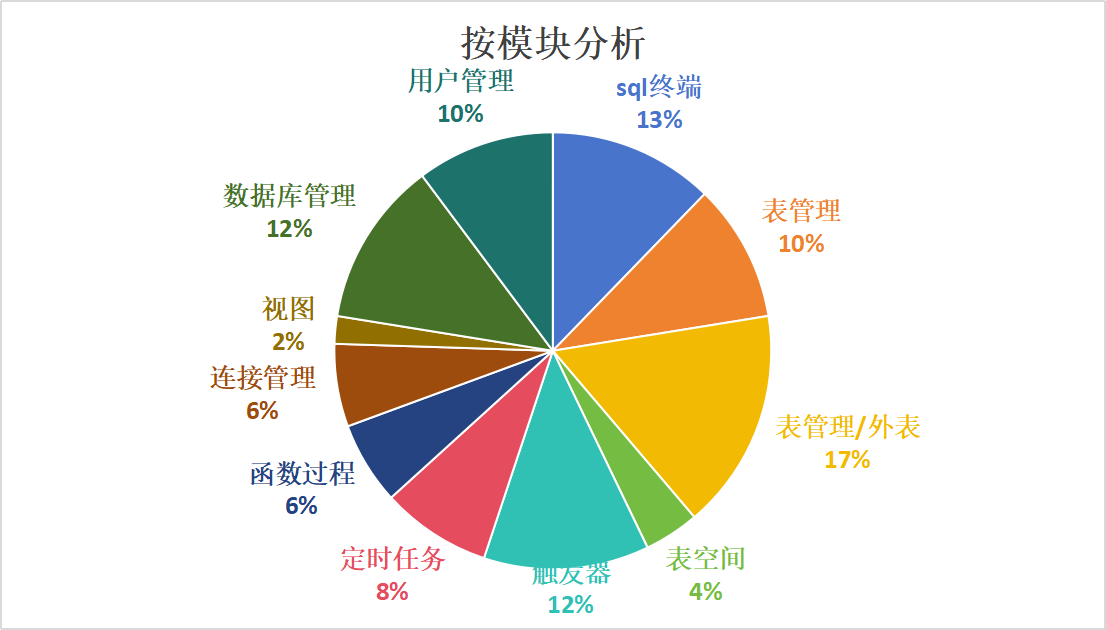 按模块分析
用户管理
10%
sql终端
13%
数据库管理
12%
表管理
10%
视图
2%
连接管理
6%
表管理/外表
17%
函数过程
6%
定时任务
8%
触发器
12%
表空间
4%